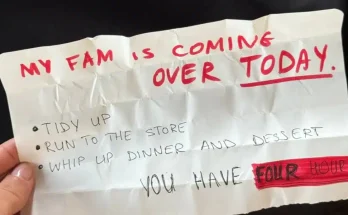 MY FAM IS COMING
OVER TODAY.
• TIDY UP
• RUN TO THE STORE
• WHIP UP DINNER AND DESSERT
YOU HAVE FOUR HOURS